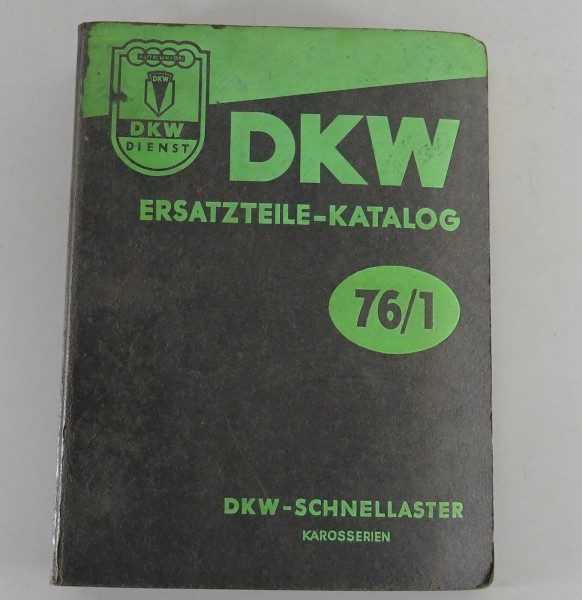 AUTO UNION
DKW
DKW
DIENST
DKW
ERSATZTEILE-KATALOG
76/1
DKW-SCHNELLASTER
KAROSSERIEN